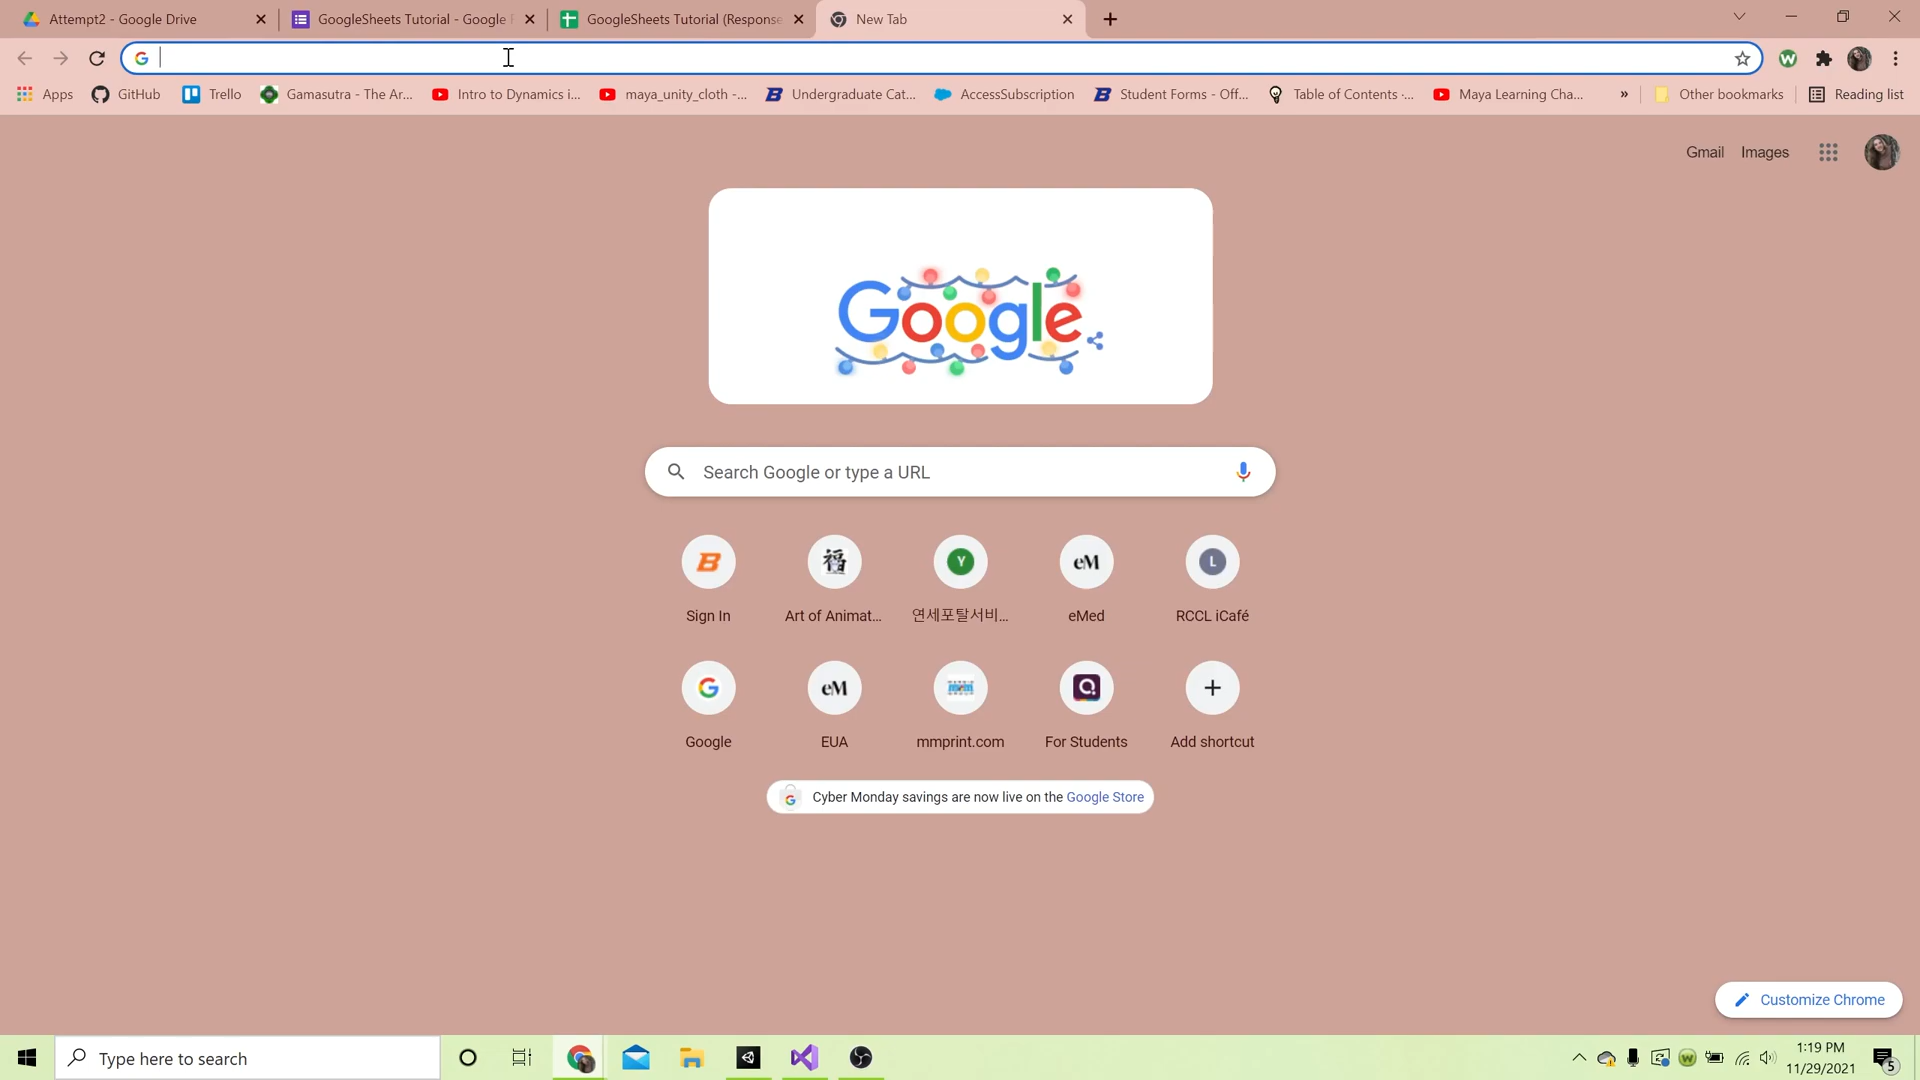 Attempt2 - Google Drive
GoogleSheets Tutorial - Google F
GoogleSheets Tutorial (Response
New Tab
Apps
GitHub
Trello
Gamasutra - The Ar...
Intro to Dynamics i...
maya_unity_cloth -...
Undergraduate Cat...
AccessSubscription
Student Forms - Off...
Table of Contents ·...
Maya Learning Cha...
»
Other bookmarks
Reading list
Gmail
Images
Google
Search Google or type a URL
B
福
Y
eM
L
Sign In
Art of Animat...
연세포탈서비...
eMed
RCCL iCafé
G
eM
Google
EUA
mmprint.com
For Students
Add shortcut
Cyber Monday savings are now live on the Google Store
Customize Chrome
Type here to search
1:19 PM
11/29/2021
5